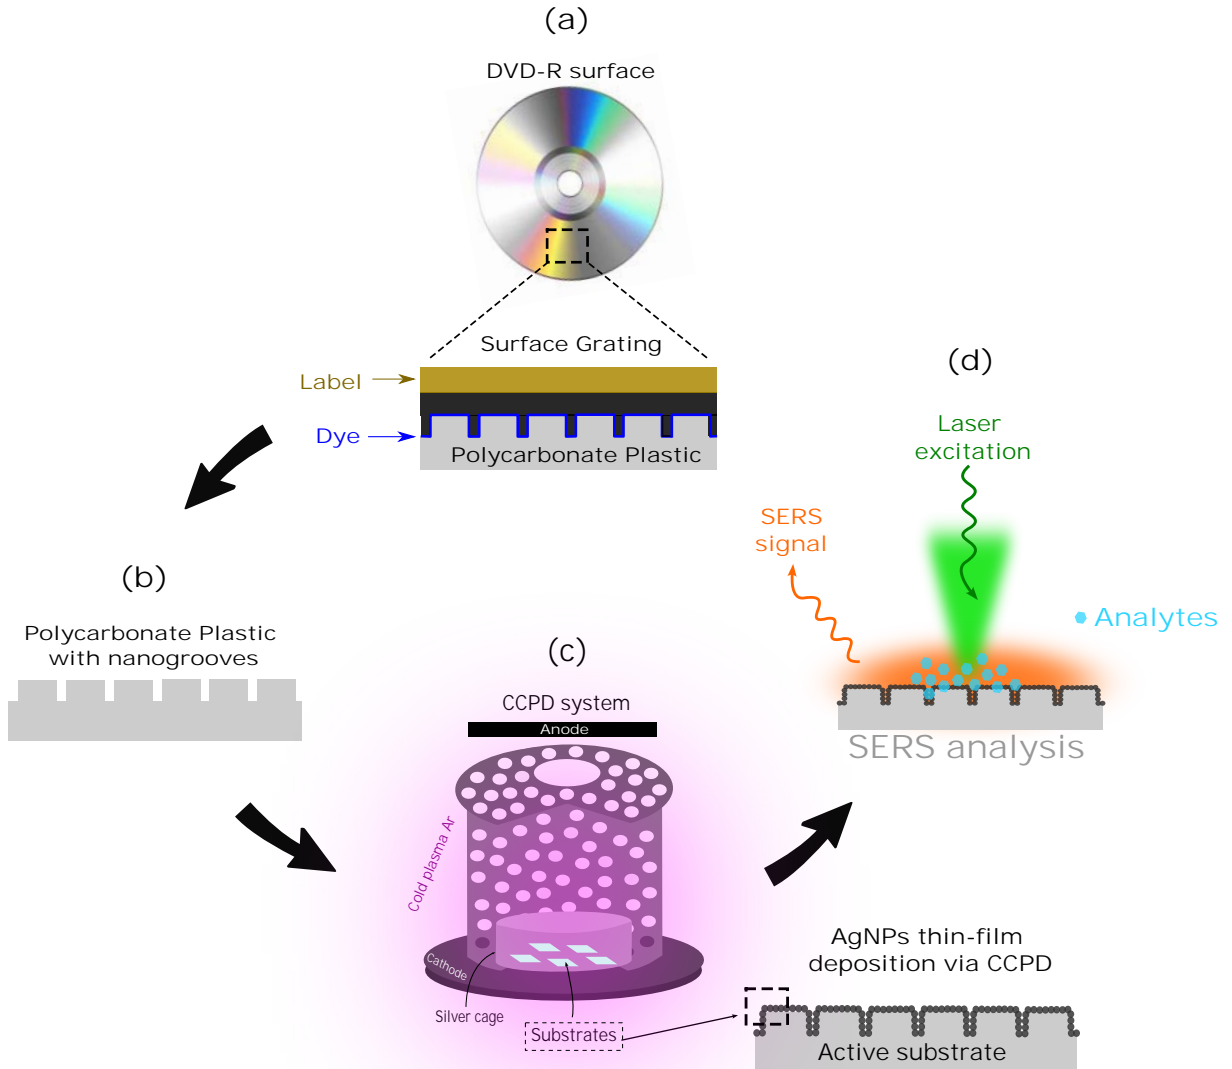 (a)
DVD-R surface
Surface Grating
Label
Dye
Polycarbonate Plastic
(b)
Polycarbonate Plastic
with nanogrooves
(c)
CCPD system
Anode
Cold plasma Ar
Cathode
Silver cage
Substrates
AgNPs thin-film
deposition via CCPD
Active substrate
(d)
Laser
excitation
SERS
signal
Analytes
SERS analysis